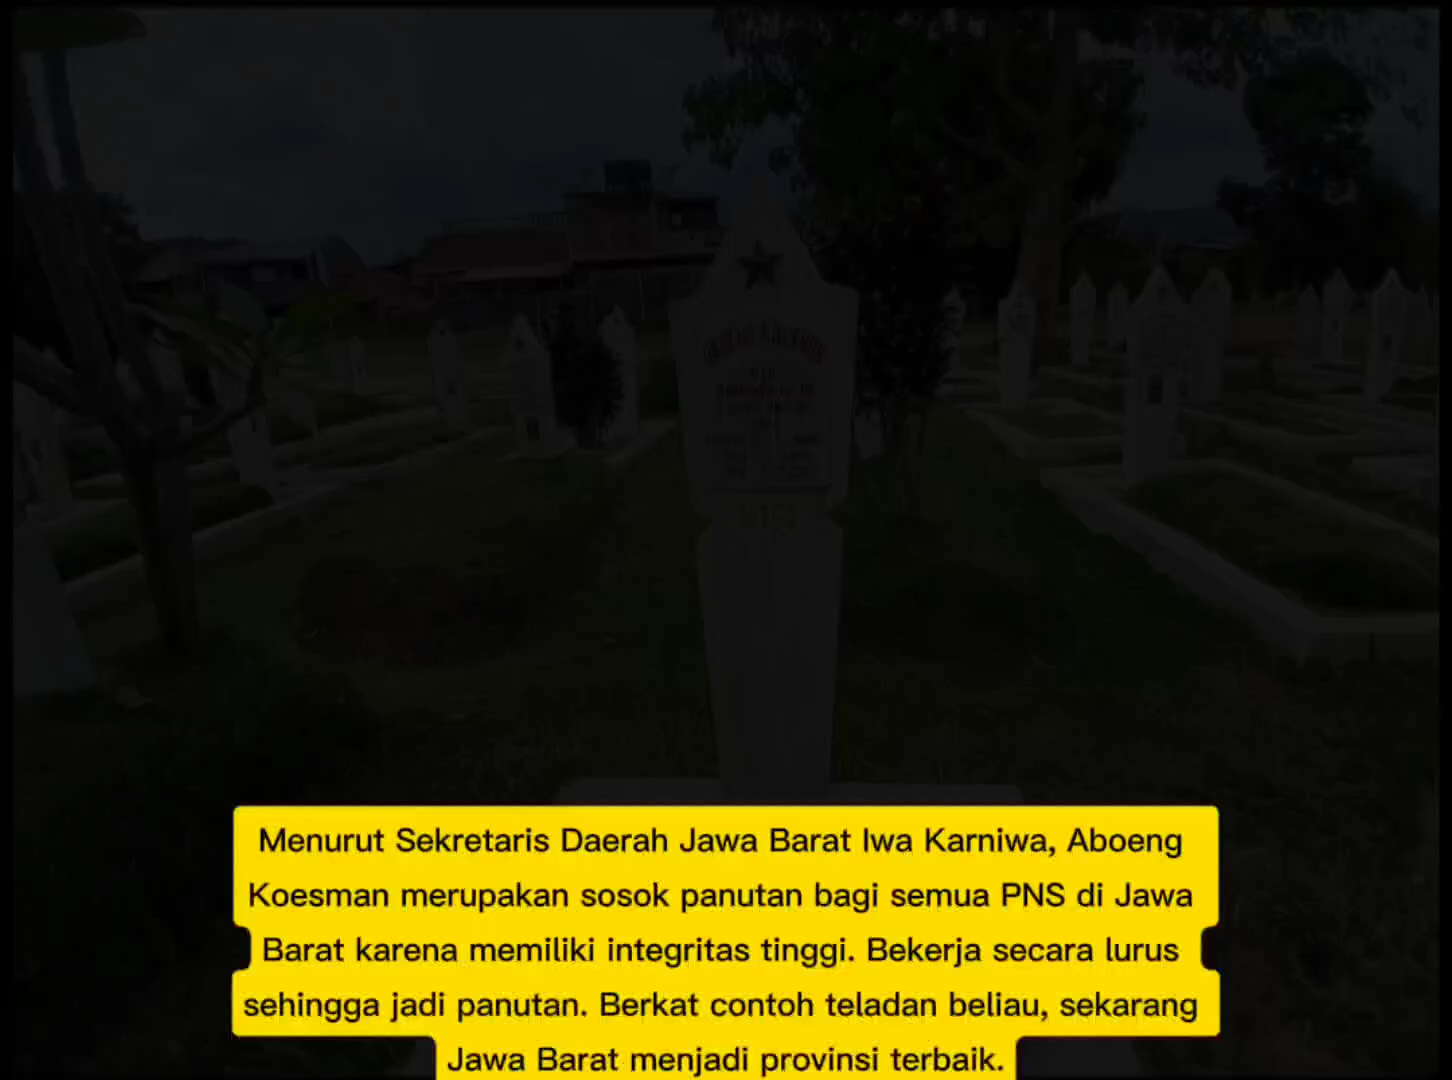 Menurut Sekretaris Daerah Jawa Barat Iwa Karniwa, Aboeng
Koesman merupakan sosok panutan bagi semua PNS di Jawa
Barat karena memiliki integritas tinggi. Bekerja secara lurus
sehingga jadi panutan. Berkat contoh teladan beliau, sekarang
Jawa Barat menjadi provinsi terbaik.